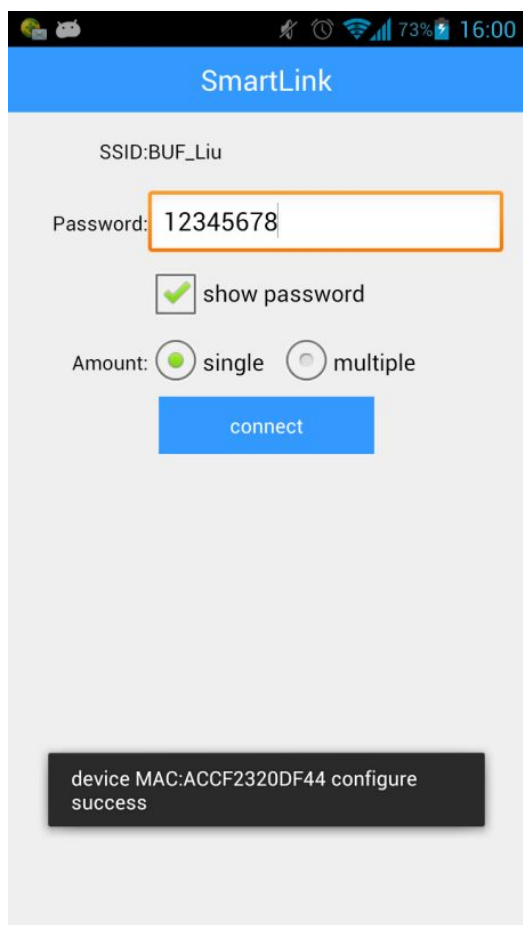 73% 16:00
SmartLink
SSID:BUF_Liu
Password: 12345678
show password
Amount: single multiple
connect
device MAC:ACCF2320DF44 configure
success